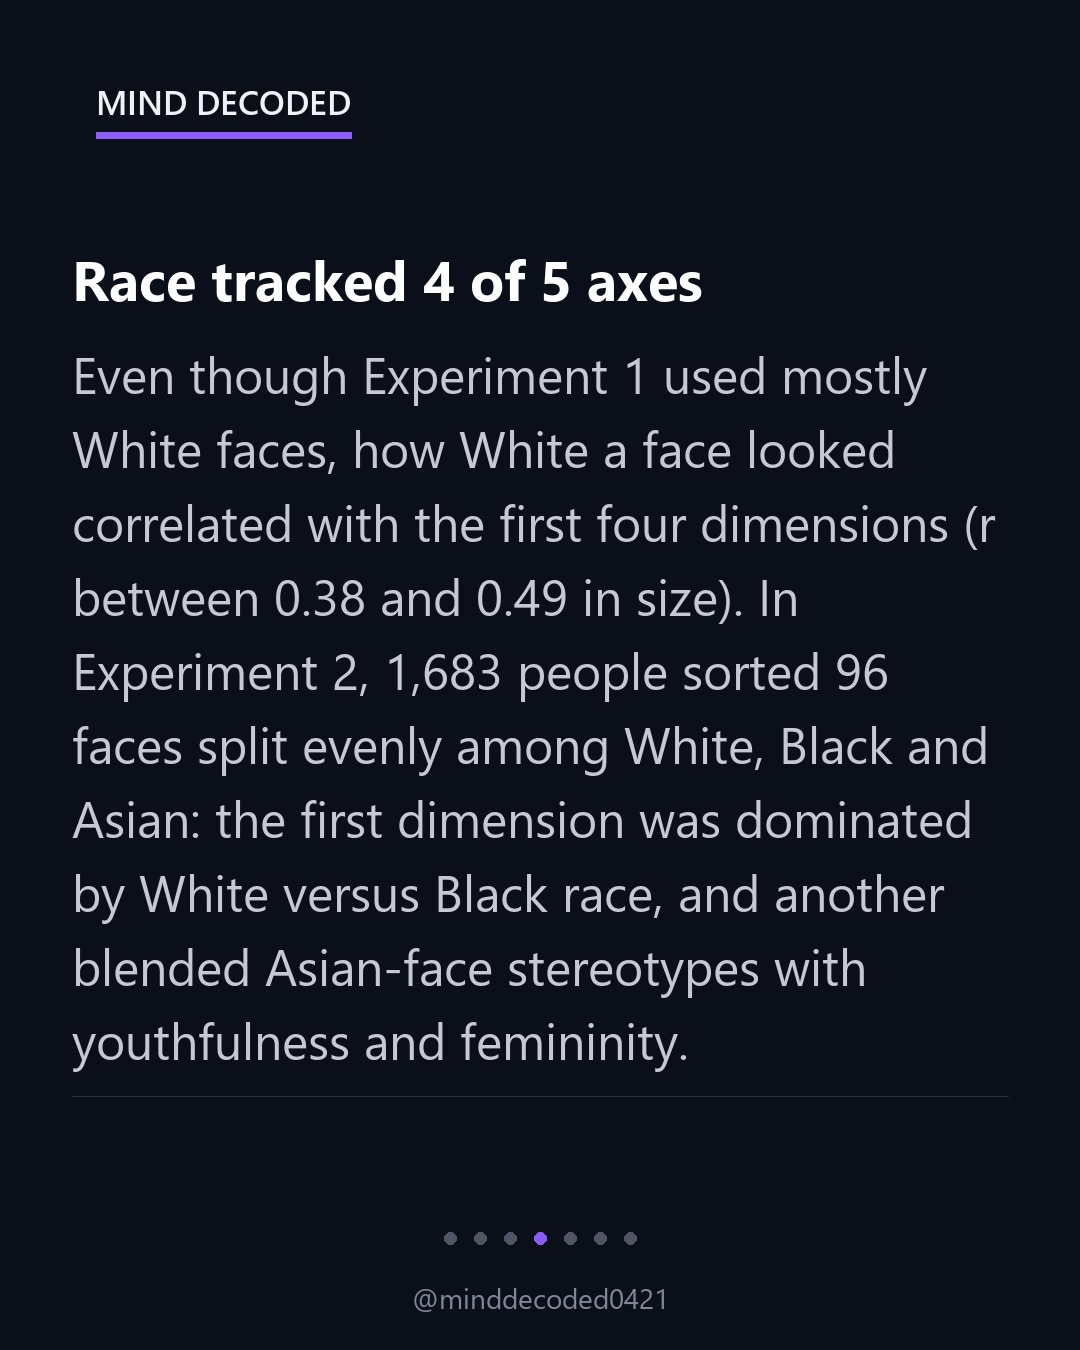 MIND DECODED
Race tracked 4 of 5 axes
Even though Experiment 1 used mostly
White faces, how White a face looked
correlated with the first four dimensions (r
between 0.38 and 0.49 in size). In
Experiment 2, 1,683 people sorted 96
faces split evenly among White, Black and
Asian: the first dimension was dominated
by White versus Black race, and another
blended Asian-face stereotypes with
youthfulness and femininity.
@minddecoded0421